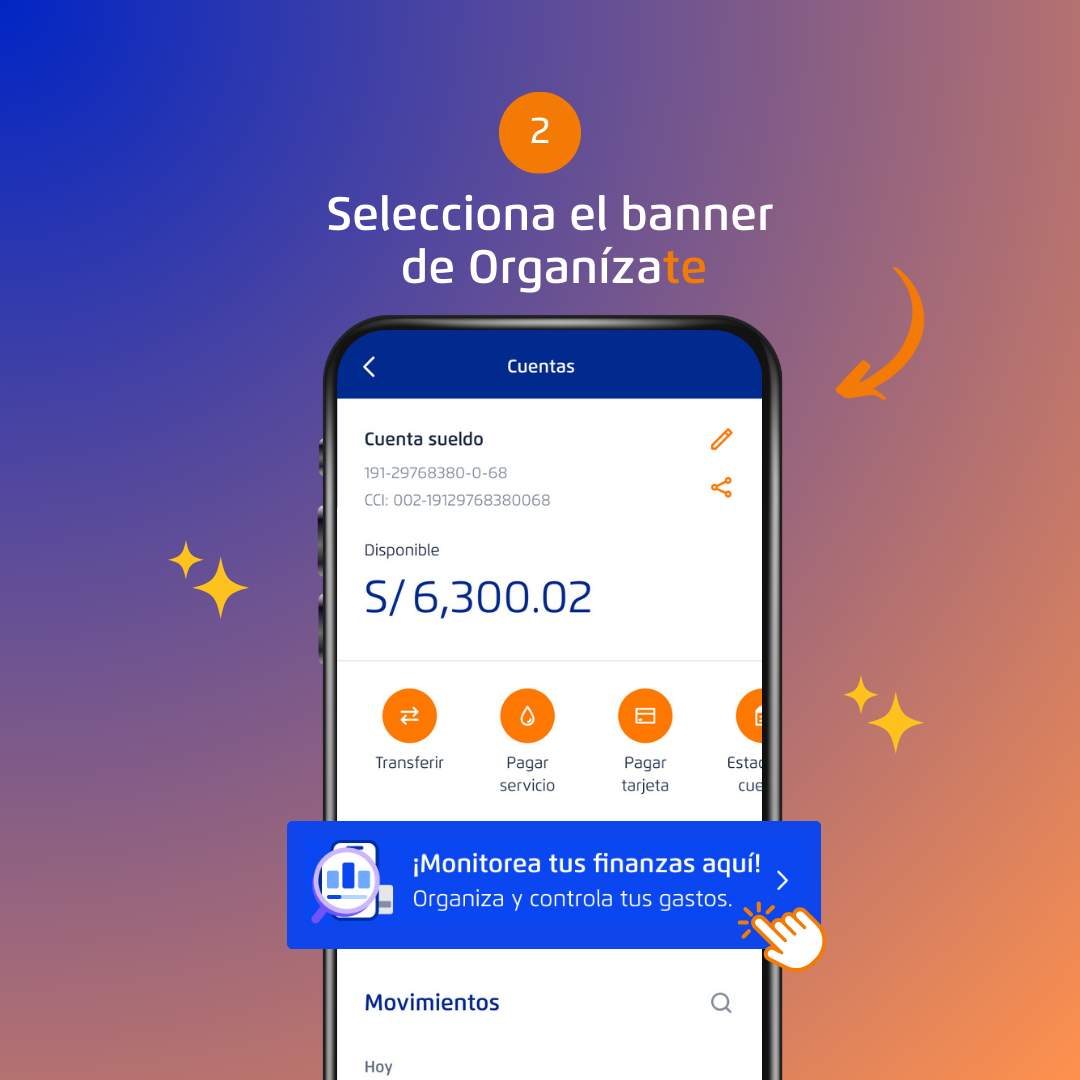 2
Selecciona el banner
de Organízate
Cuentas
Cuenta sueldo
191-29768380-0-68
CCI: 002-19129768380068
Disponible
S/ 6,300.02
Transferir
Pagar
servicio
Pagar
tarjeta
Estad
cue
¡Monitorea tus finanzas aquí!
Organiza y controla tus gastos.
Movimientos
Hoy